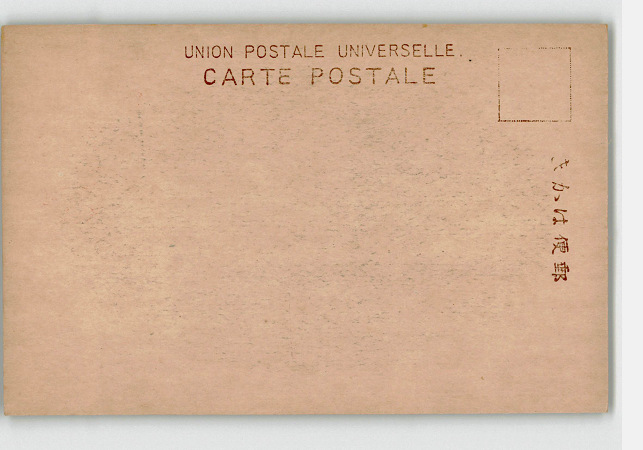 UNION POSTALE UNIVERSELLE.
CARTE POSTALE
郵便はかき